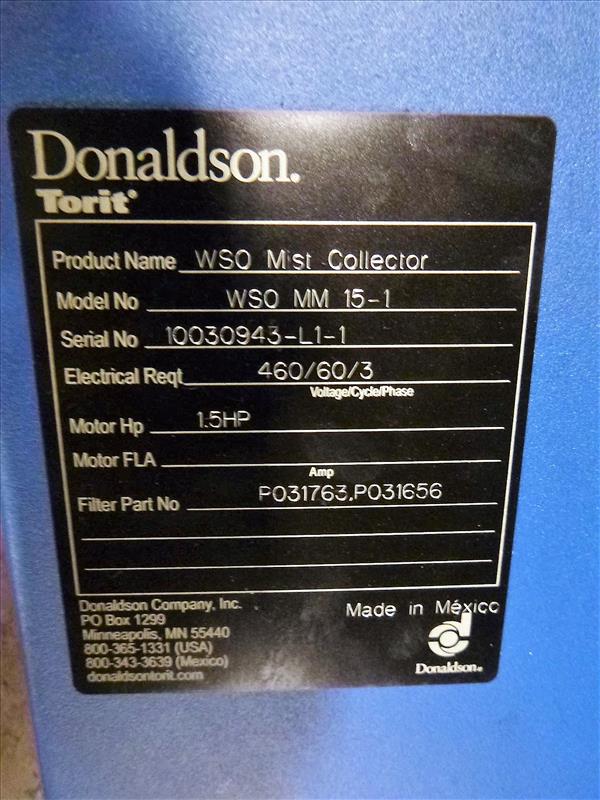 Donaldson.
Torit®
Product Name WSO Mist Collector
Model No WSO MM 15-1
Serial No 10030943-L1-1
Electrical Reqt 460/60/3
Voltage/Cycle/Phase
Motor Hp 1.5HP
Motor FLA
Amp
Filter Part No P031763,P031656
Donaldson Company, Inc.
PO Box 1299
Minneapolis, MN 55440
800-365-1331 (USA)
800-343-3639 (Mexico)
donaldsontorit.com
Made in México
Donaldson®